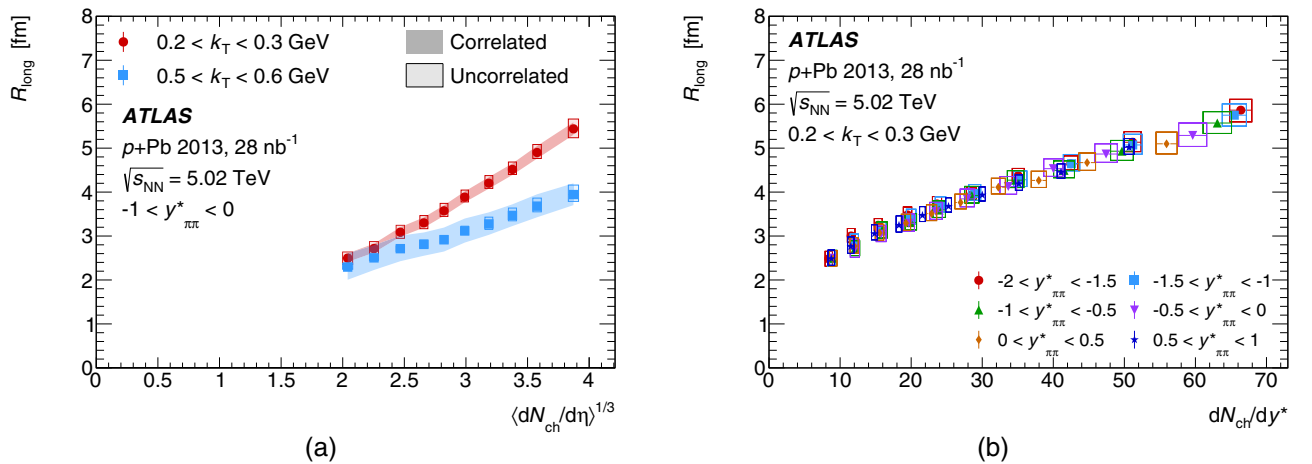 R_long [fm]
8
7
6
5
4
3
2
1
0
0.2 < k_T < 0.3 GeV
0.5 < k_T < 0.6 GeV
Correlated
Uncorrelated
ATLAS
p+Pb 2013, 28 nb⁻¹
√s_NN = 5.02 TeV
-1 < y*_ππ < 0
0 0.5 1 1.5 2 2.5 3 3.5 4
⟨dN_ch/dη⟩^1/3
(a)
R_long [fm]
8
7
6
5
4
3
2
1
0
ATLAS
p+Pb 2013, 28 nb⁻¹
√s_NN = 5.02 TeV
0.2 < k_T < 0.3 GeV
-2 < y*_ππ < -1.5 -1.5 < y*_ππ < -1
-1 < y*_ππ < -0.5 -0.5 < y*_ππ < 0
0 < y*_ππ < 0.5 0.5 < y*_ππ < 1
0 10 20 30 40 50 60 70
dN_ch/dy*
(b)